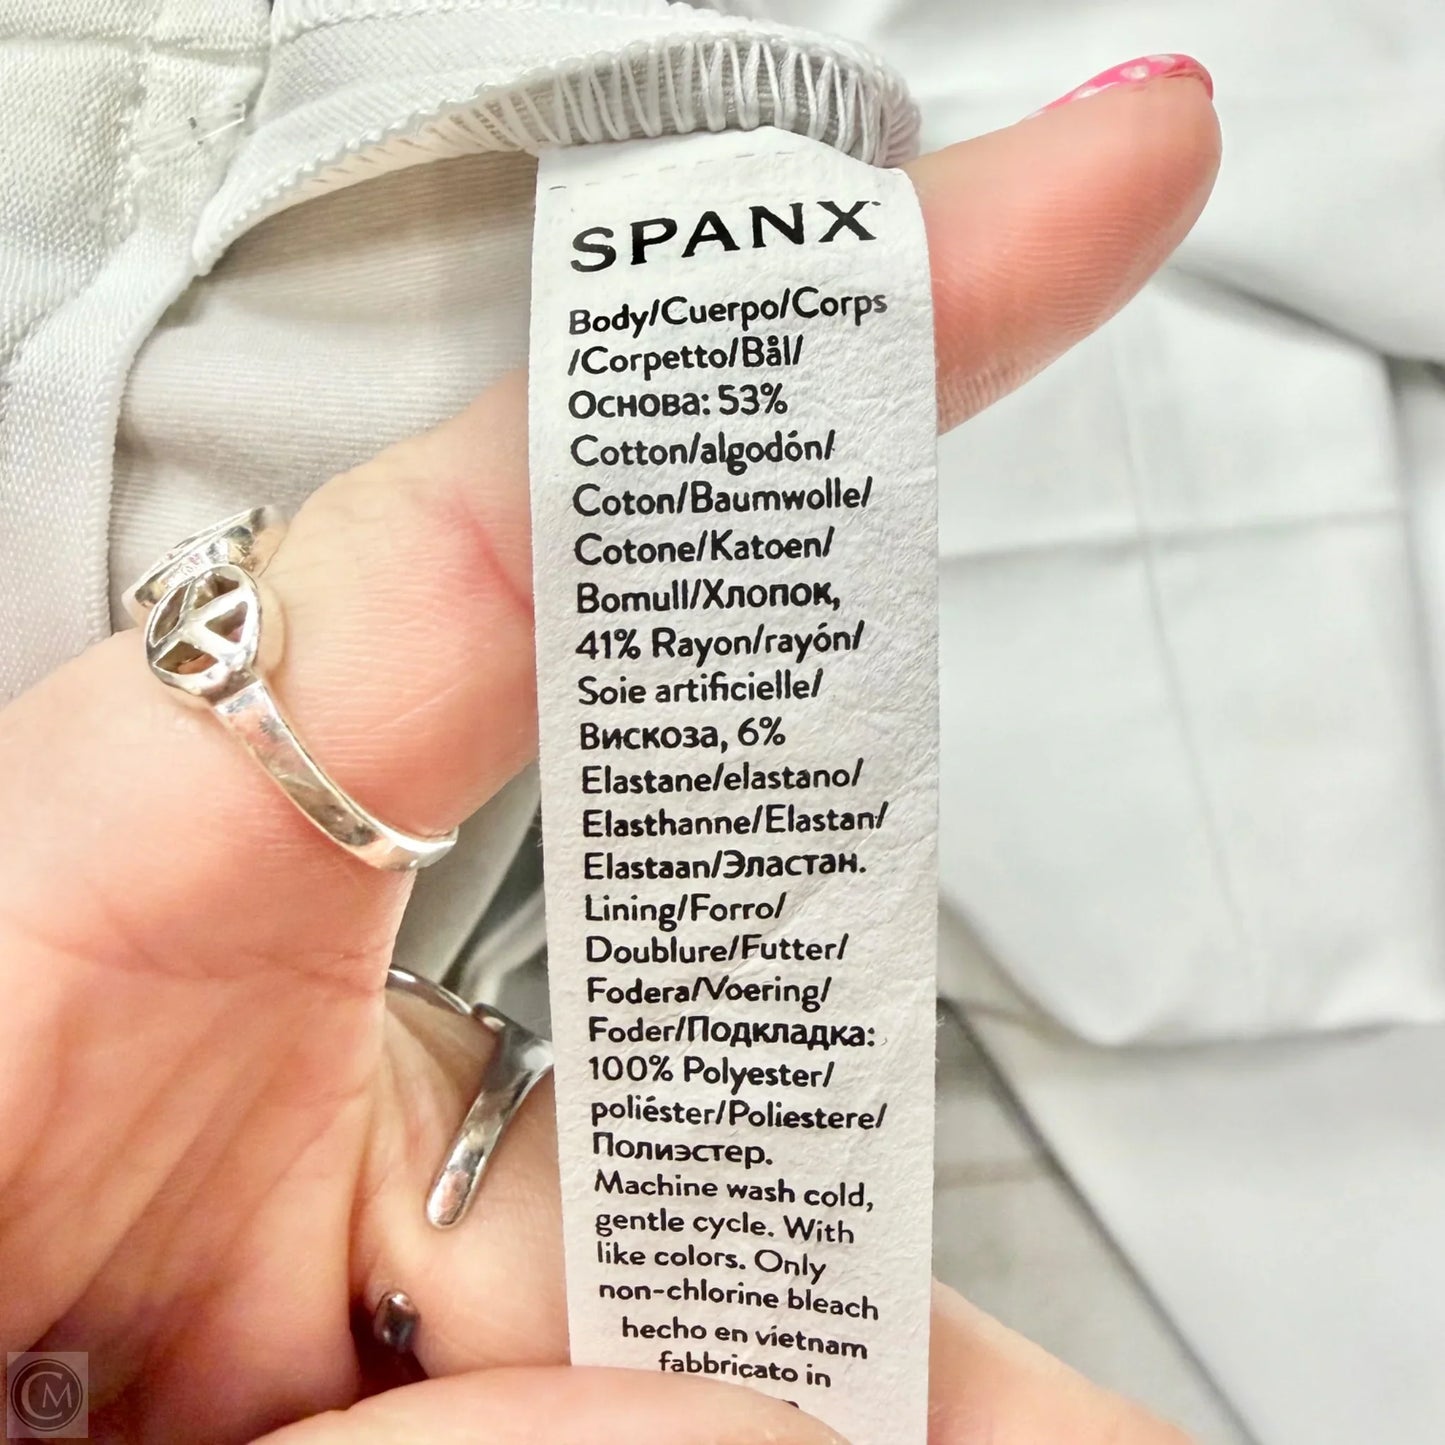 SPANX™
Body/Cuerpo/Corps
/Corpetto/Bål/
Основа: 53%
Cotton/algodón/
Coton/Baumwolle/
Cotone/Katoen/
Bomull/Хлопок,
41% Rayon/rayón/
Soie artificielle/
Вискоза, 6%
Elastane/elastano/
Elasthanne/Elastan/
Elastaan/Эластан.
Lining/Forro/
Doublure/Futter/
Fodera/Voering/
Foder/Подкладка:
100% Polyester/
poliéster/Poliestere/
Полиэстер.
Machine wash cold,
gentle cycle. With
like colors. Only
non-chlorine bleach
hecho en vietnam
fabbricato in
CM